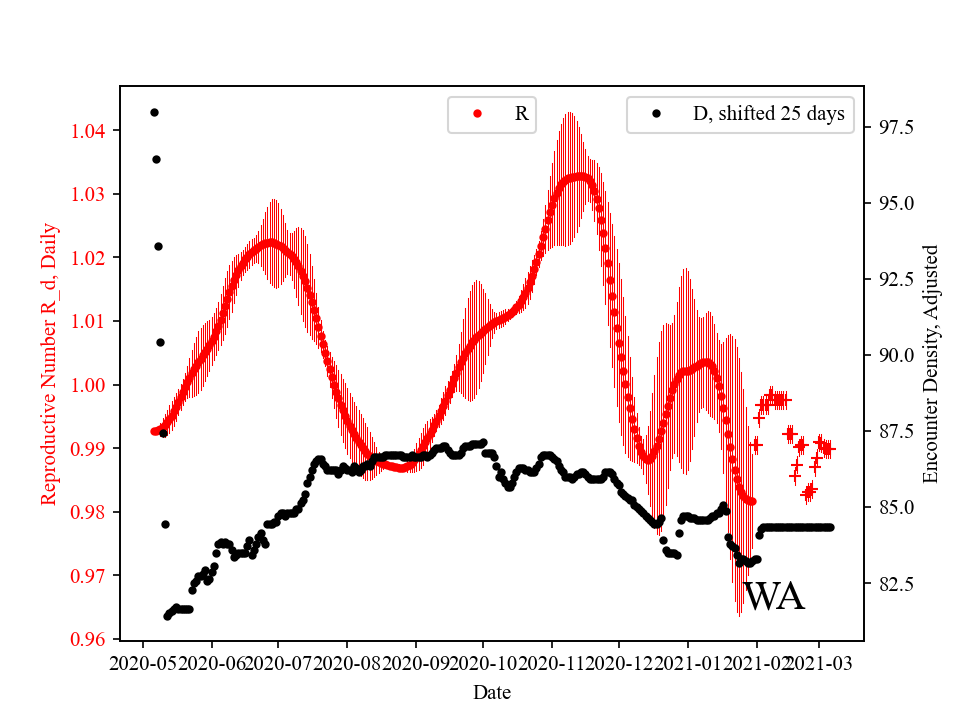 R
D, shifted 25 days
1.04
1.03
1.02
1.01
1.00
0.99
0.98
0.97
0.96
Reproductive Number R_d, Daily
97.5
95.0
92.5
90.0
87.5
85.0
82.5
Encounter Density, Adjusted
WA
2020-05 2020-06 2020-07 2020-08 2020-09 2020-10 2020-11 2020-12 2021-01 2021-02 2021-03
Date